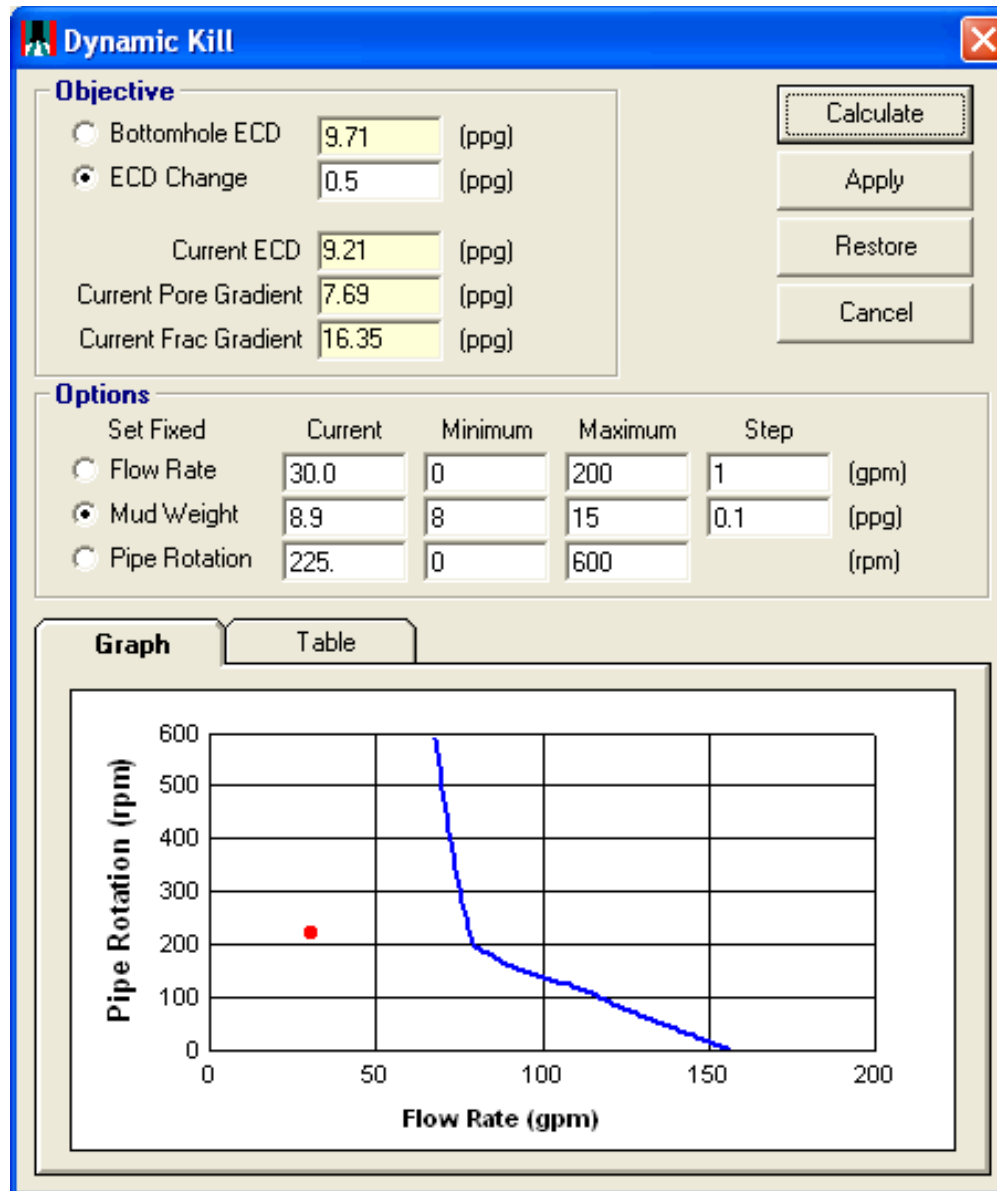 Dynamic Kill
Objective
Bottomhole ECD 9.71 (ppg)
ECD Change 0.5 (ppg)
Current ECD 9.21 (ppg)
Current Pore Gradient 7.69 (ppg)
Current Frac Gradient 16.35 (ppg)
Calculate
Apply
Restore
Cancel
Options
Set Fixed Current Minimum Maximum Step
Flow Rate 30.0 0 200 1 (gpm)
Mud Weight 8.9 8 15 0.1 (ppg)
Pipe Rotation 225. 0 600 (rpm)
Graph Table
Pipe Rotation (rpm)
600
500
400
300
200
100
0
0 50 100 150 200
Flow Rate (gpm)